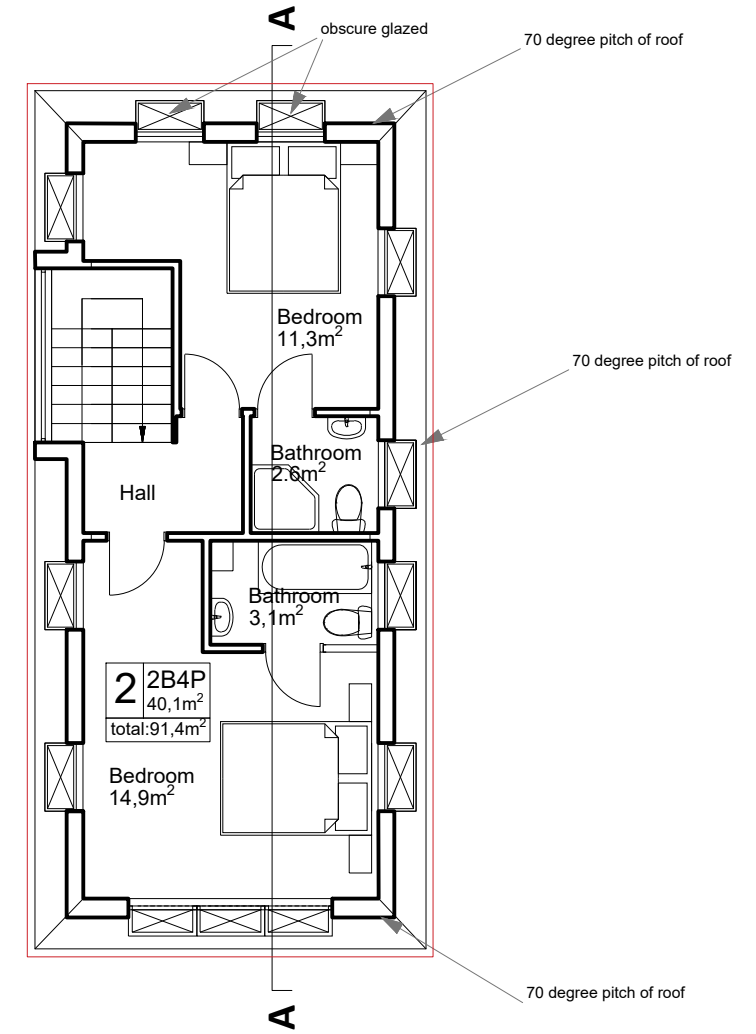 A
obscure glazed
70 degree pitch of roof
Bedroom
11,3m²
70 degree pitch of roof
Bathroom
2.6m²
Hall
Bathroom
3,1m²
2
2B4P
40,1m²
total:91,4m²
Bedroom
14,9m²
70 degree pitch of roof
A